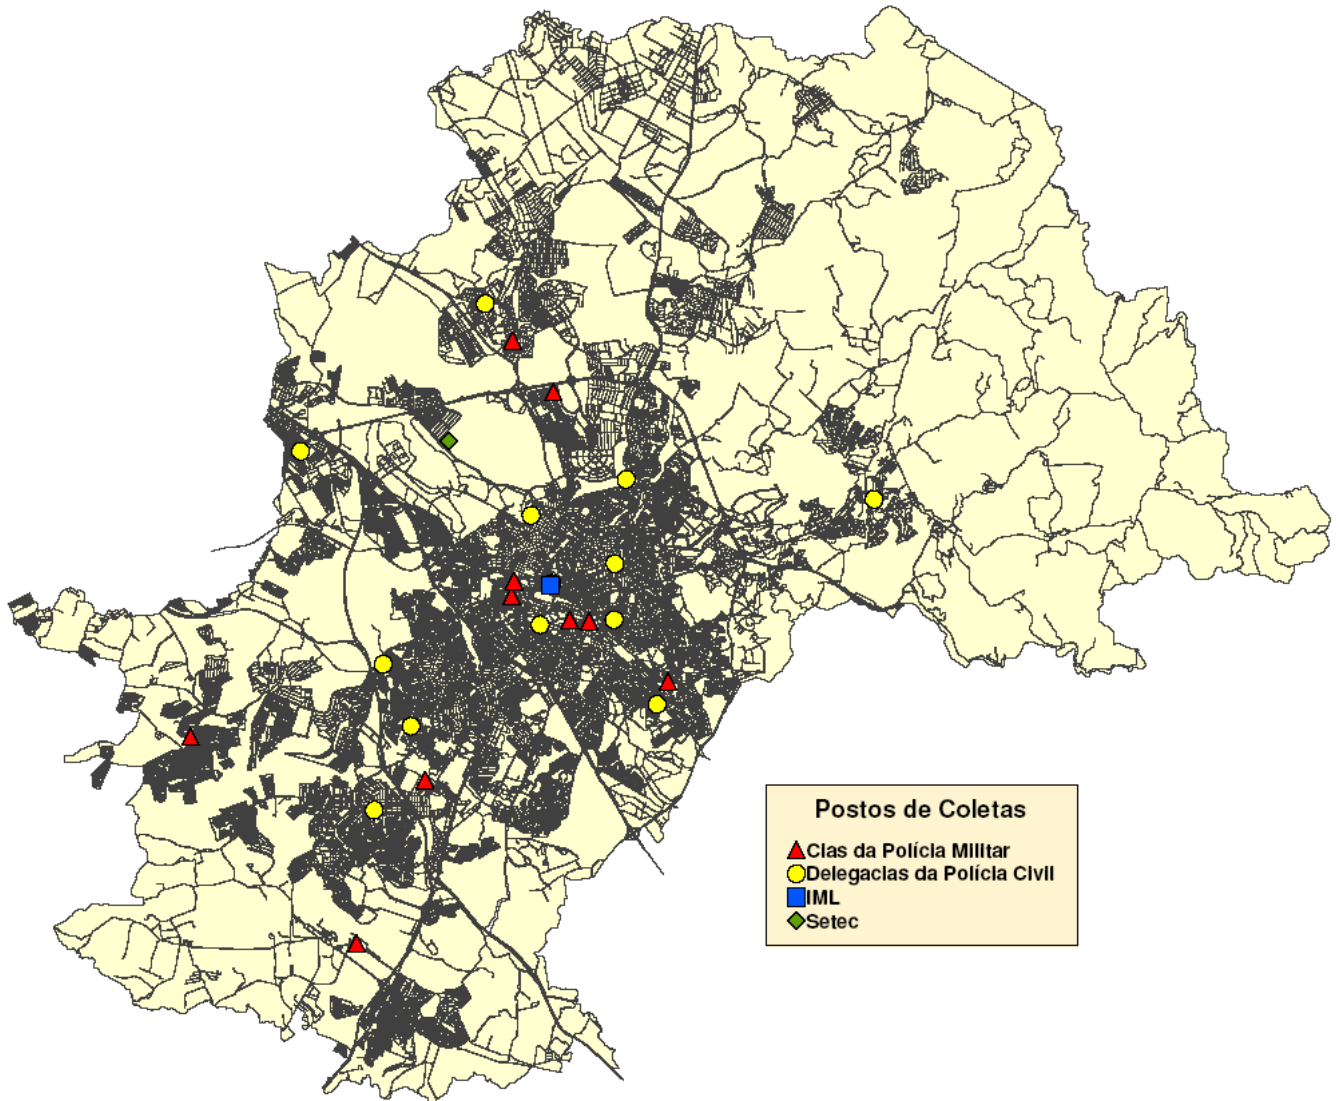 Postos de Coletas
Cias da Polícia Militar
Delegacias da Polícia Civil
IML
Setec